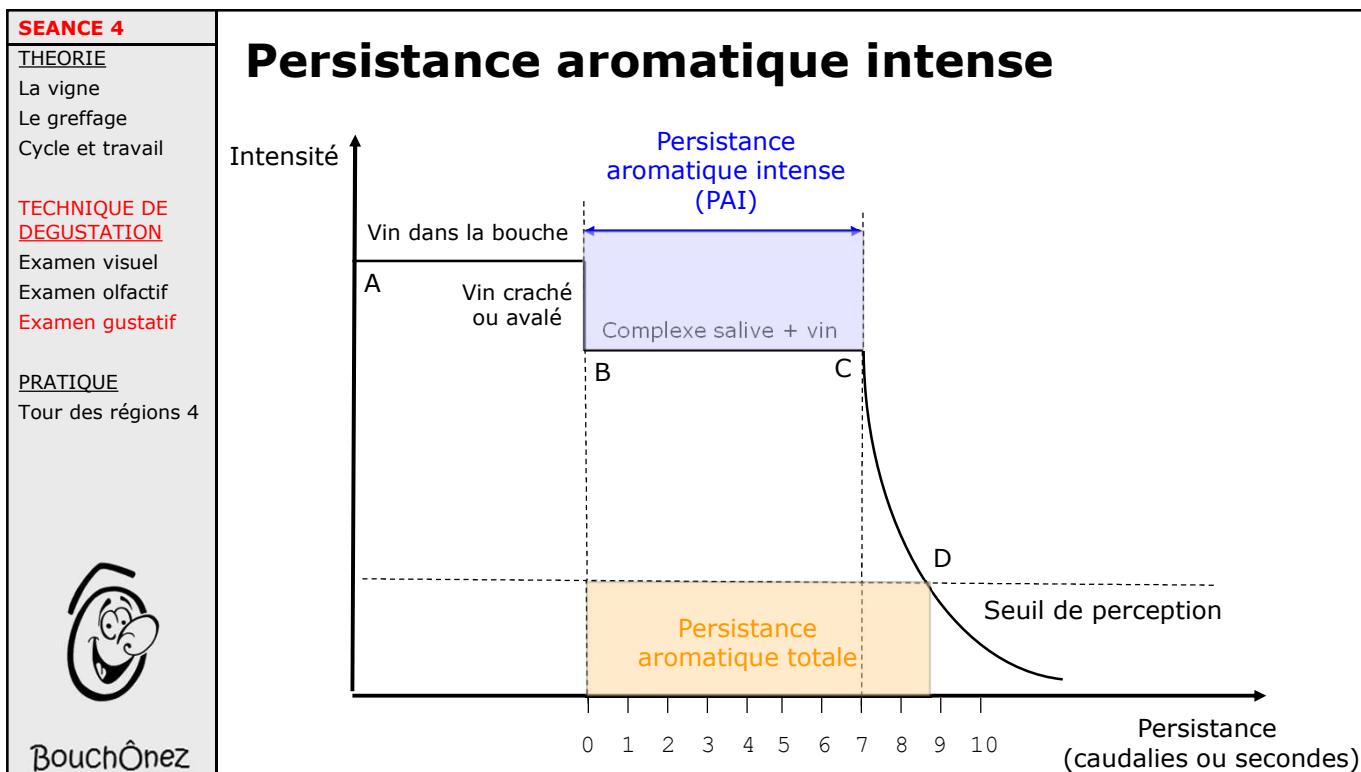 SEANCE 4
THEORIE
La vigne
Le greffage
Cycle et travail
TECHNIQUE DE
DEGUSTATION
Examen visuel
Examen olfactif
Examen gustatif
PRATIQUE
Tour des régions 4
BouchÔnez
Persistance aromatique intense
Intensité
Persistance
aromatique intense
(PAI)
Vin dans la bouche
A
Vin craché
ou avalé
Complexe salive + vin
B
C
D
Seuil de perception
Persistance
aromatique totale
0 1 2 3 4 5 6 7 8 9 10
Persistance
(caudalies ou secondes)